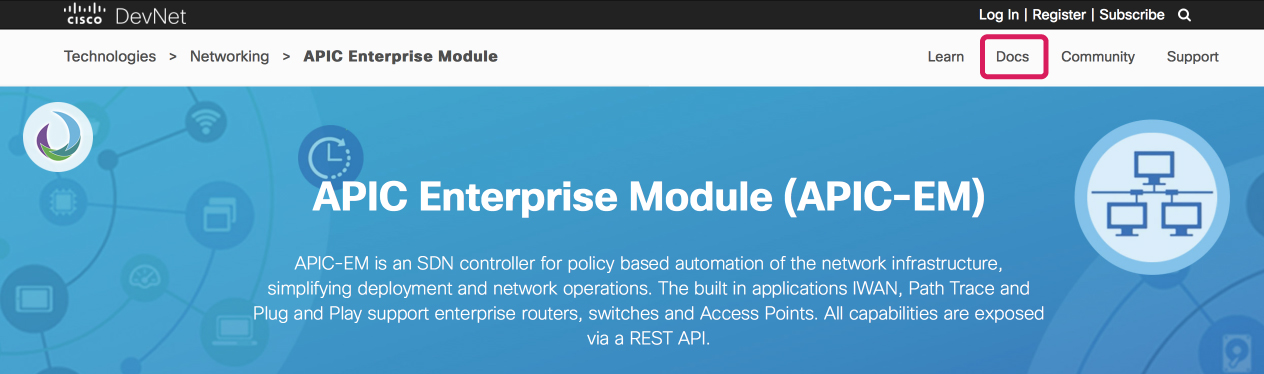 CISCO DevNet
Log In | Register | Subscribe
Technologies > Networking > APIC Enterprise Module
Learn Docs Community Support
APIC Enterprise Module (APIC-EM)
APIC-EM is an SDN controller for policy based automation of the network infrastructure,
simplifying deployment and network operations. The built in applications IWAN, Path Trace and
Plug and Play support enterprise routers, switches and Access Points. All capabilities are exposed
via a REST API.